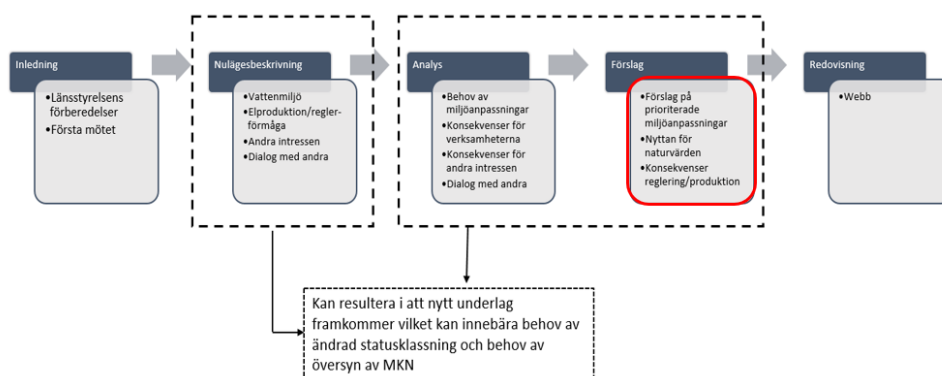 Inledning
•Länsstyrelsens
förberedelser
•Första mötet
Nulägesbeskrivning
•Vattenmiljö
•Elproduktion/regler-
förmåga
•Andra intressen
•Dialog med andra
Analys
•Behov av
miljöanpassningar
•Konsekvenser för
verksamheterna
•Konsekvenser för
andra intressen
•Dialog med andra
Förslag
•Förslag på
prioriterade
miljöanpassningar
•Nyttan för
naturvärden
•Konsekvenser
reglering/produktion
Redovisning
•Webb
Kan resultera i att nytt underlag
framkommer vilket kan innebära behov av
ändrad statusklassning och behov av
översyn av MKN